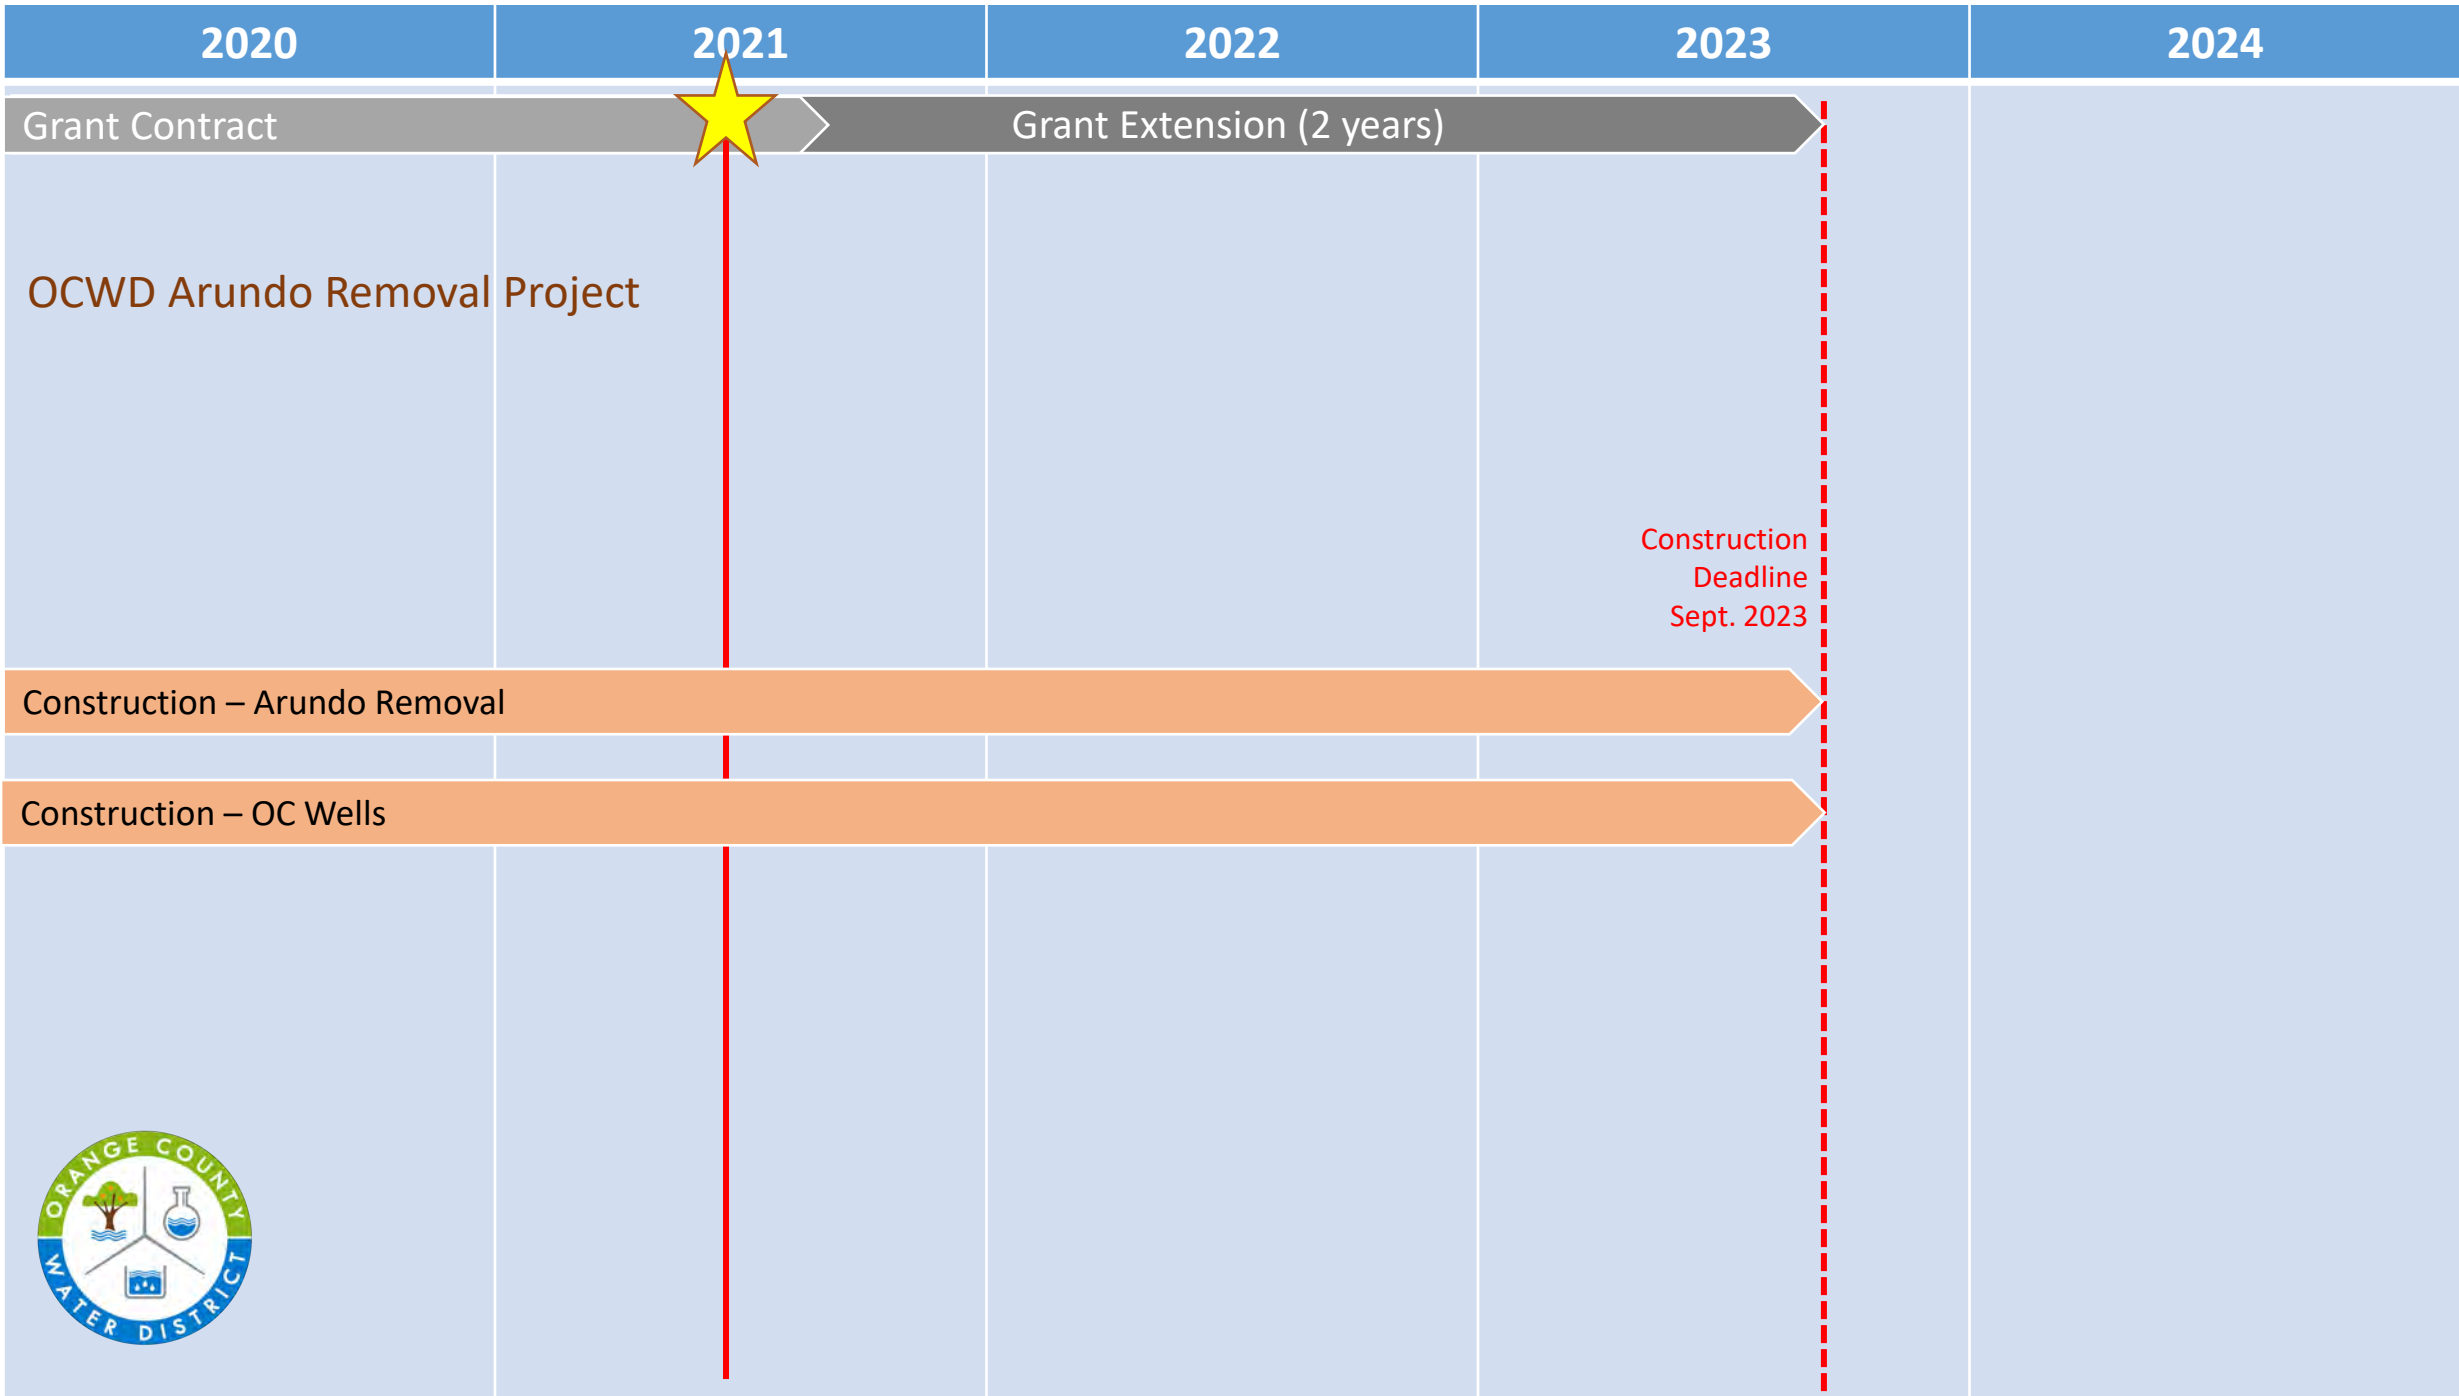 2020 2021 2022 2023 2024
Grant Contract
Grant Extension (2 years)
OCWD Arundo Removal Project
Construction
Deadline
Sept. 2023
Construction – Arundo Removal
Construction – OC Wells
ORANGE COUNTY
WATER DISTRICT